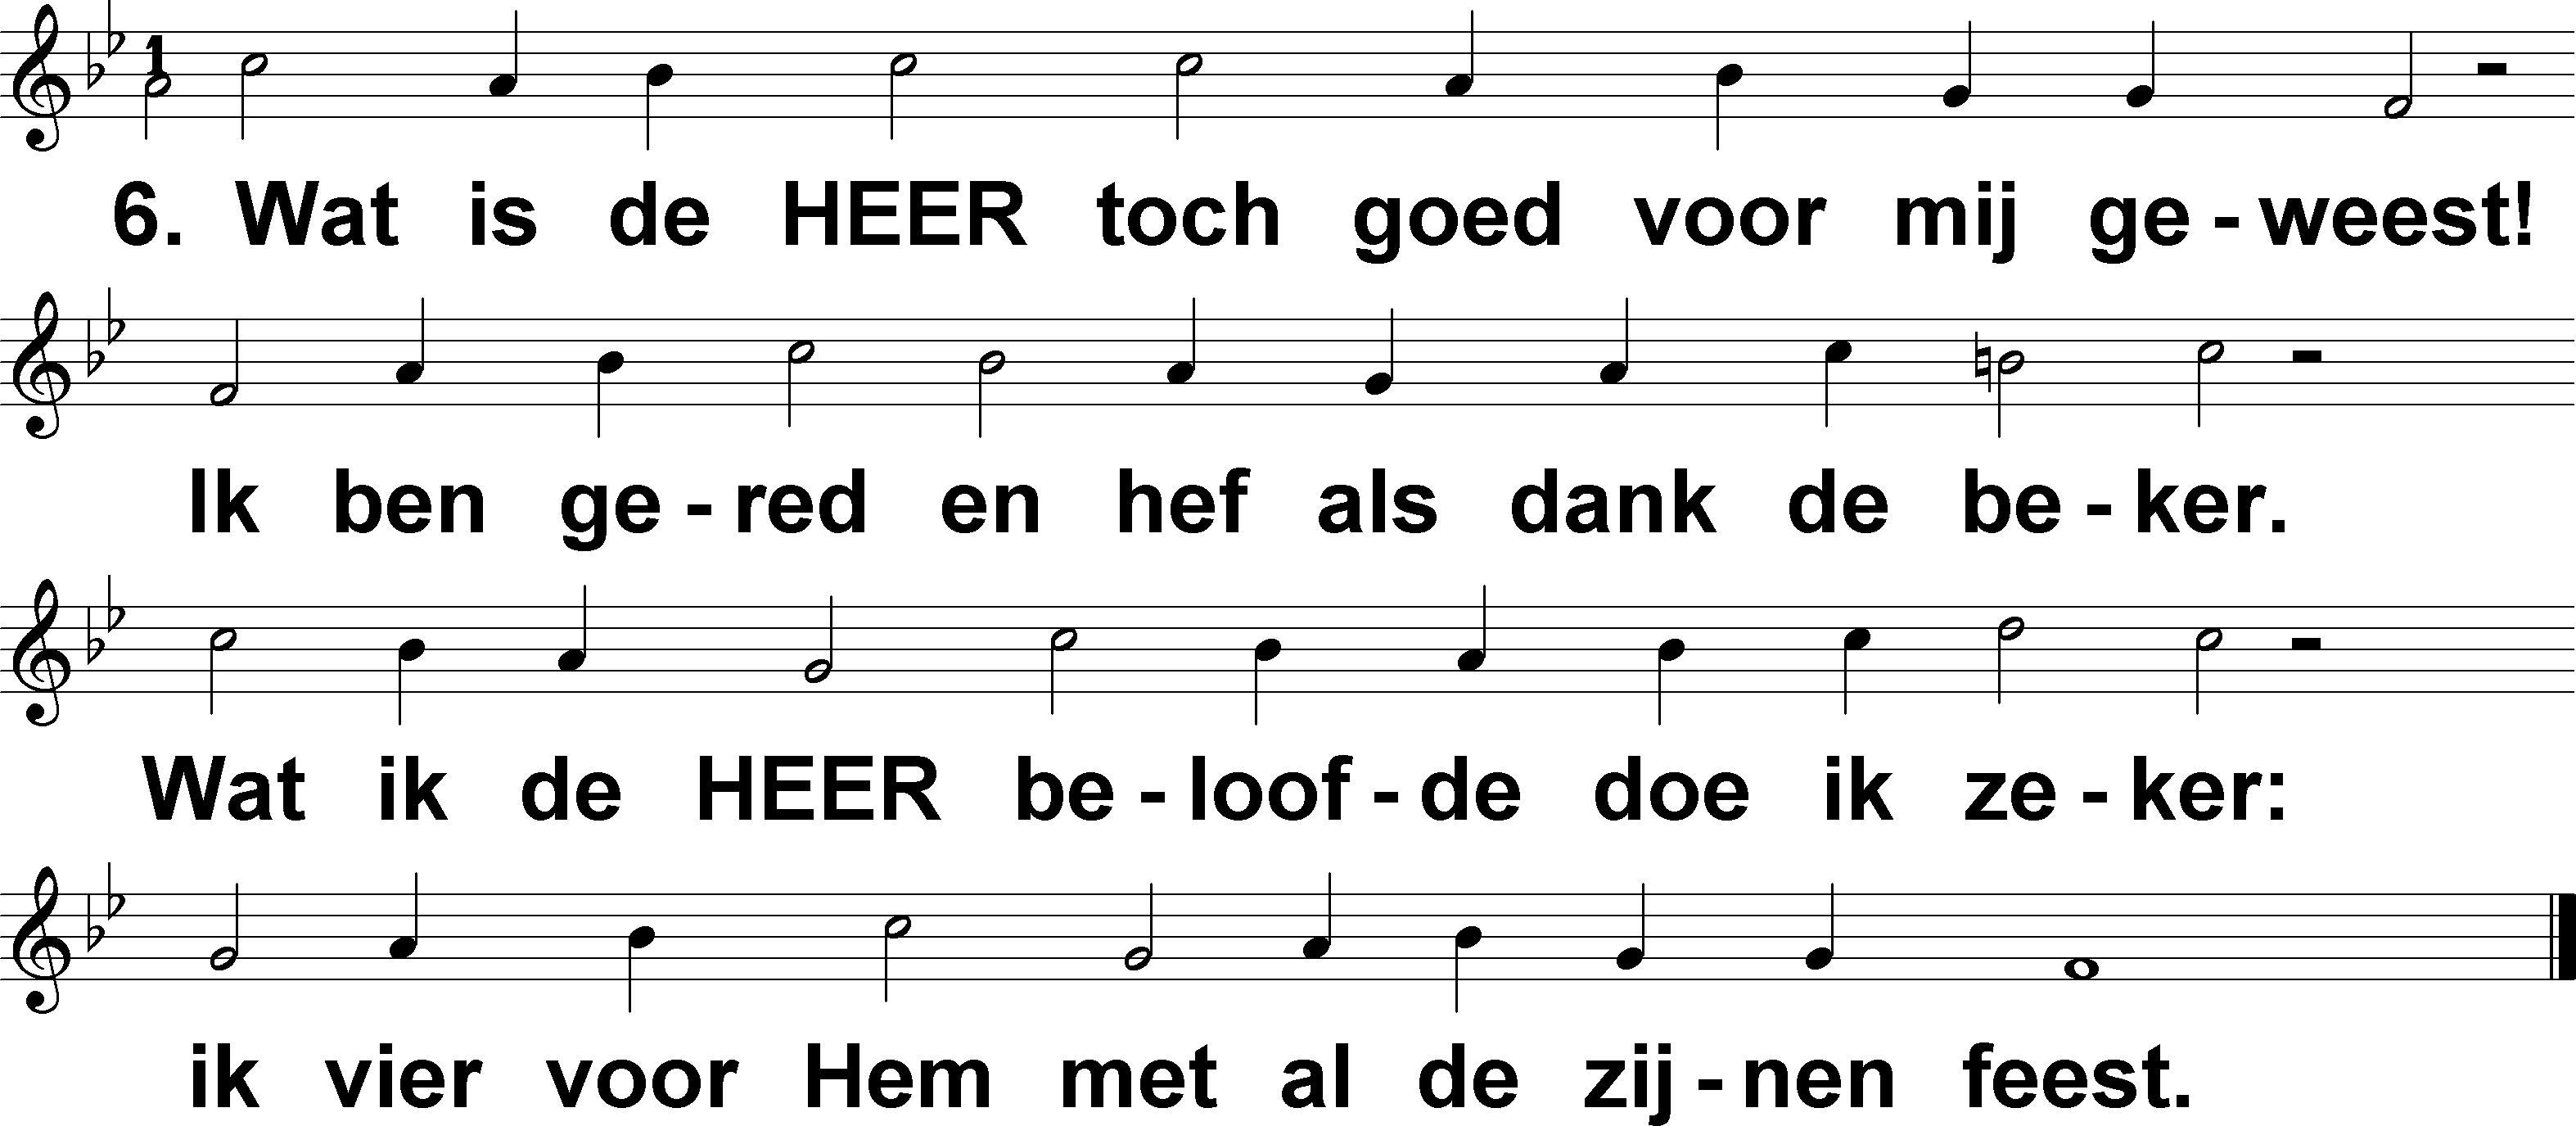 1
6. Wat is de HEER toch goed voor mij ge-weest!
Ik ben ge-red en hef als dank de be-ker.
Wat ik de HEER be-loof-de doe ik ze-ker:
ik vier voor Hem met al de zij-nen feest.